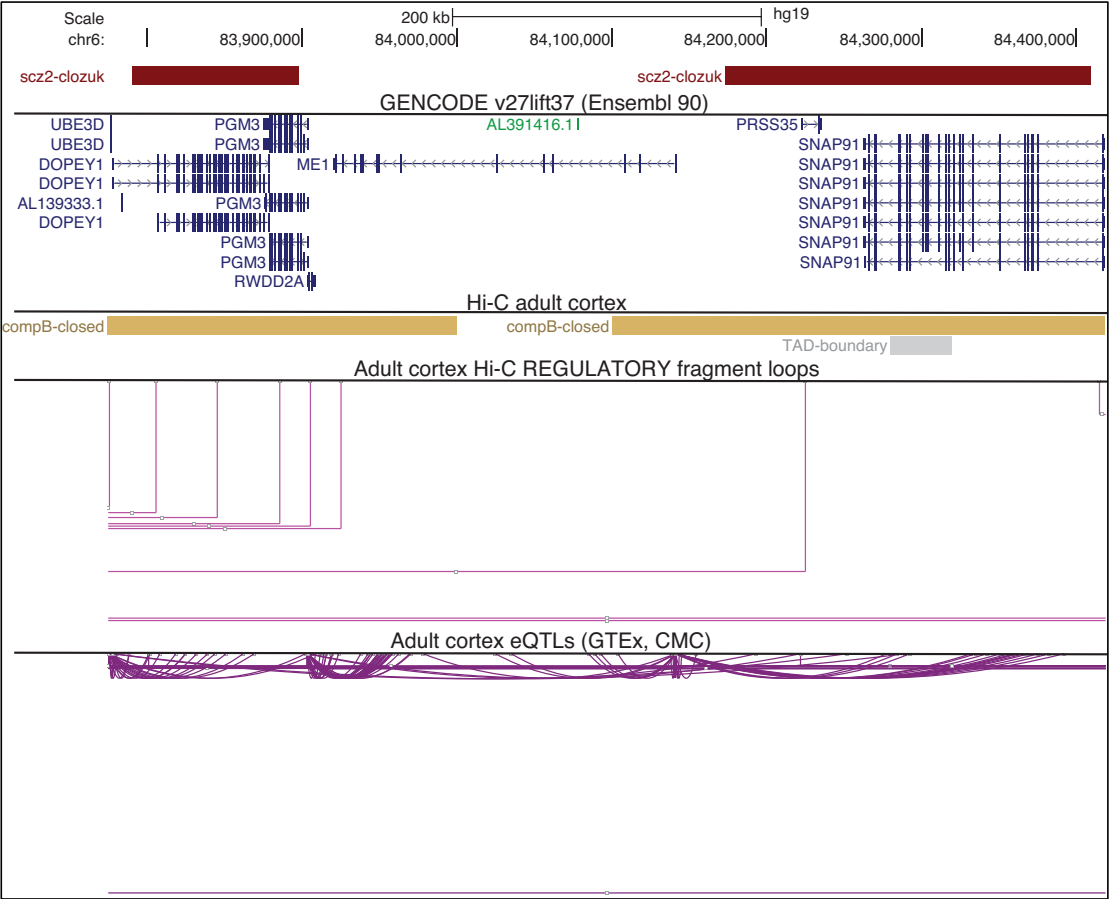 Scale 200 kb hg19
chr6: 83,900,000 84,000,000 84,100,000 84,200,000 84,300,000 84,400,000
scz2-clozuk scz2-clozuk
GENCODE v27lift37 (Ensembl 90)
UBE3D PGM3 AL391416.1 PRSS35
UBE3D PGM3 SNAP91
DOPEY1 ME1 SNAP91
DOPEY1 SNAP91
AL139333.1 PGM3 SNAP91
DOPEY1 SNAP91
PGM3 SNAP91
PGM3 SNAP91
RWDD2A
Hi-C adult cortex
compB-closed compB-closed
TAD-boundary
Adult cortex Hi-C REGULATORY fragment loops
Adult cortex eQTLs (GTEx, CMC)